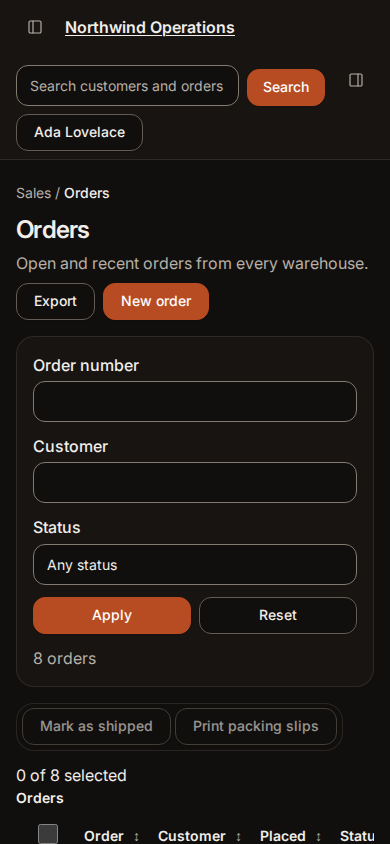 Northwind Operations
Search customers and orders
Search
Ada Lovelace
Sales / Orders
Orders
Open and recent orders from every warehouse.
Export
New order
Order number
Customer
Status
Any status
Apply
Reset
8 orders
Mark as shipped
Print packing slips
0 of 8 selected
Orders
Order ↕ Customer ↕ Placed ↕ Statu